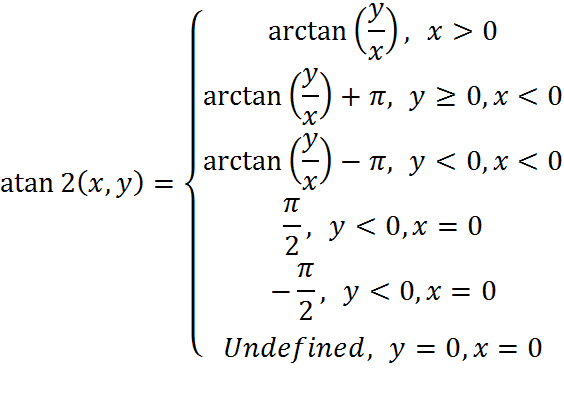 arctan (y/x), x > 0
arctan (y/x) + π, y ≥ 0, x < 0
atan 2(x, y) = arctan (y/x) − π, y < 0, x < 0
π/2, y < 0, x = 0
−π/2, y < 0, x = 0
Undefined, y = 0, x = 0